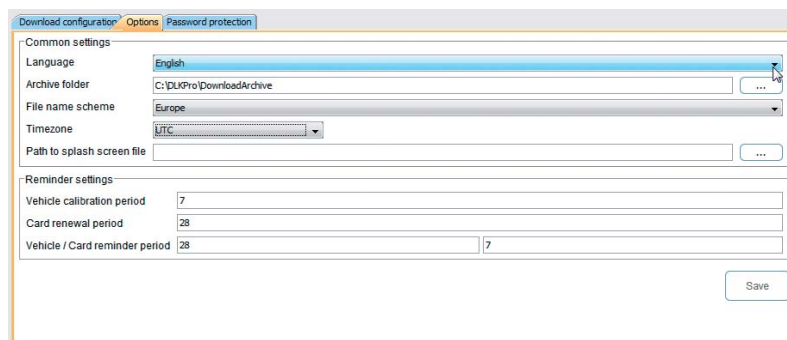 Download configuration Options Password protection
Common settings
Language English
Archive folder C:\DLKPro\DownloadArchive ...
File name scheme Europe
Timezone UTC
Path to splash screen file ...
Reminder settings
Vehicle calibration period 7
Card renewal period 28
Vehicle / Card reminder period 28 7
Save